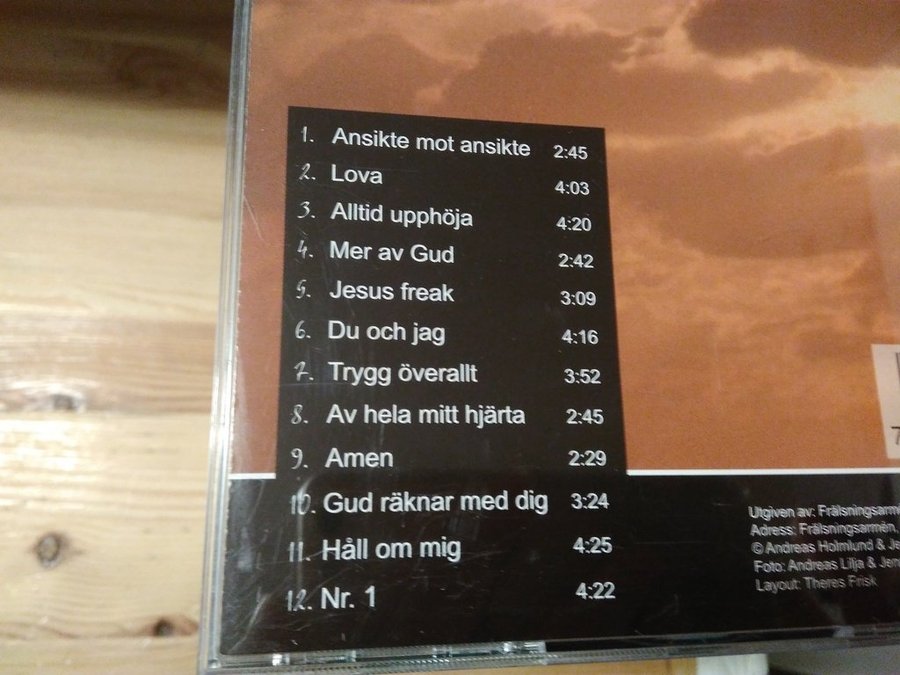 1. Ansikte mot ansikte 2:45
2. Lova 4:03
3. Alltid upphöja 4:20
4. Mer av Gud 2:42
5. Jesus freak 3:09
6. Du och jag 4:16
7. Trygg överallt 3:52
8. Av hela mitt hjärta 2:45
9. Amen 2:29
10. Gud räknar med dig 3:24
11. Håll om mig 4:25
12. Nr. 1 4:22
Utgiven av: Frälsningsarmé
Adress: Frälsningsarmén,
© Andreas Holmlund & Je
Foto: Andreas Lilja & Jen
Layout: Theres Frisk
7